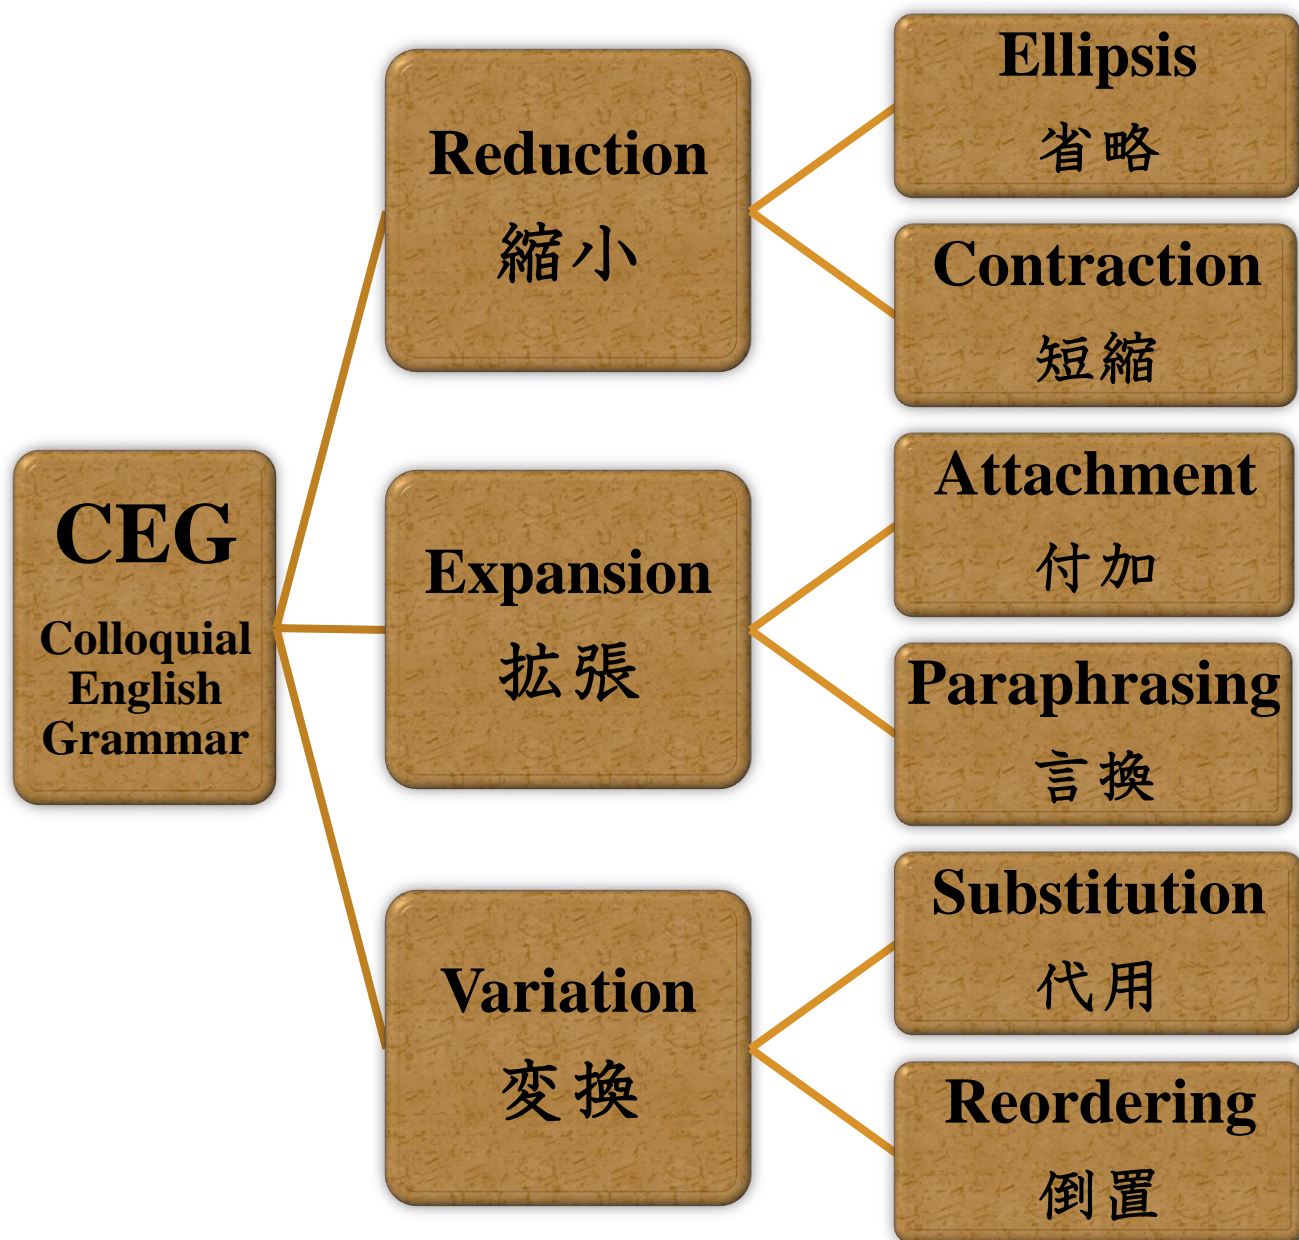 CEG
Colloquial
English
Grammar
Reduction
縮小
Ellipsis
省略
Contraction
短縮
Expansion
拡張
Attachment
付加
Paraphrasing
言換
Variation
変換
Substitution
代用
Reordering
倒置